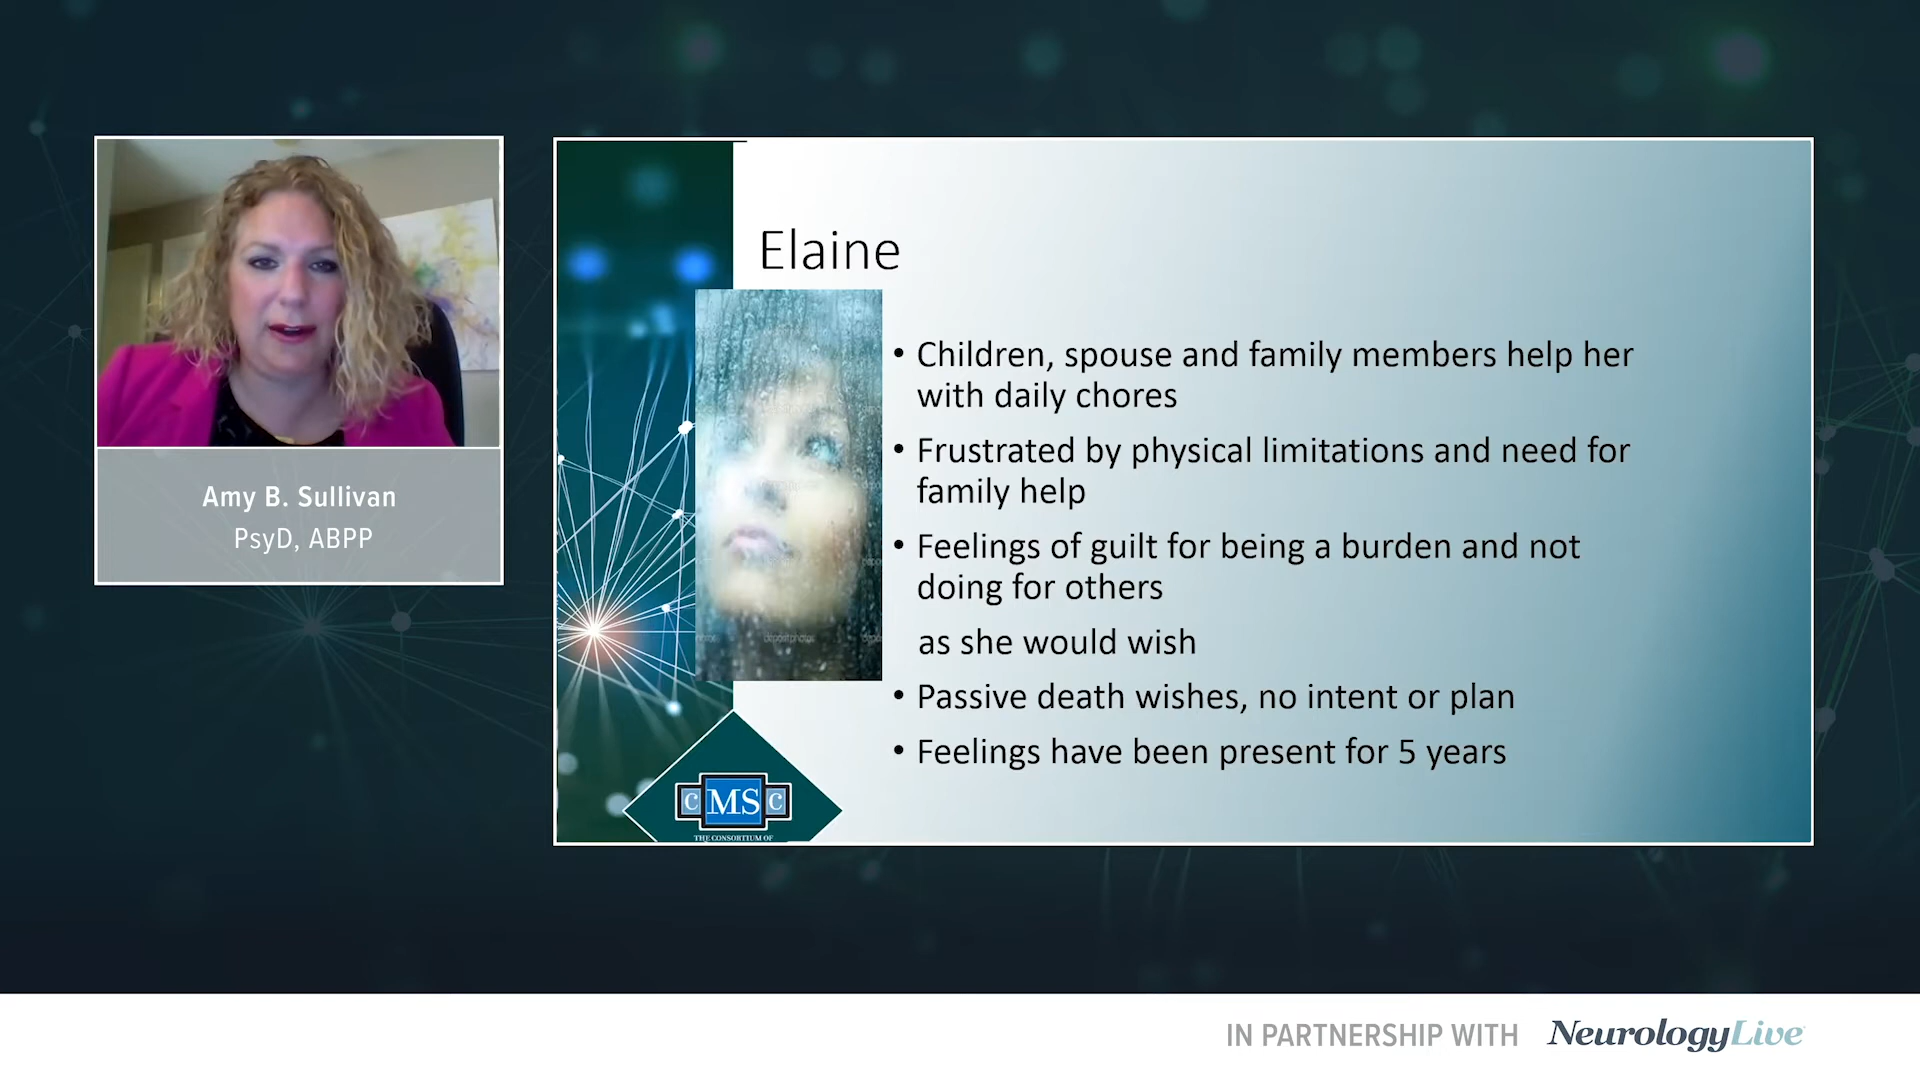 Elaine
• Children, spouse and family members help her
with daily chores
• Frustrated by physical limitations and need for
family help
• Feelings of guilt for being a burden and not
doing for others
as she would wish
• Passive death wishes, no intent or plan
• Feelings have been present for 5 years
depositphotos
Amy B. Sullivan
PsyD, ABPP
C MS C
THE CONSORTIUM OF
IN PARTNERSHIP WITH NeurologyLive